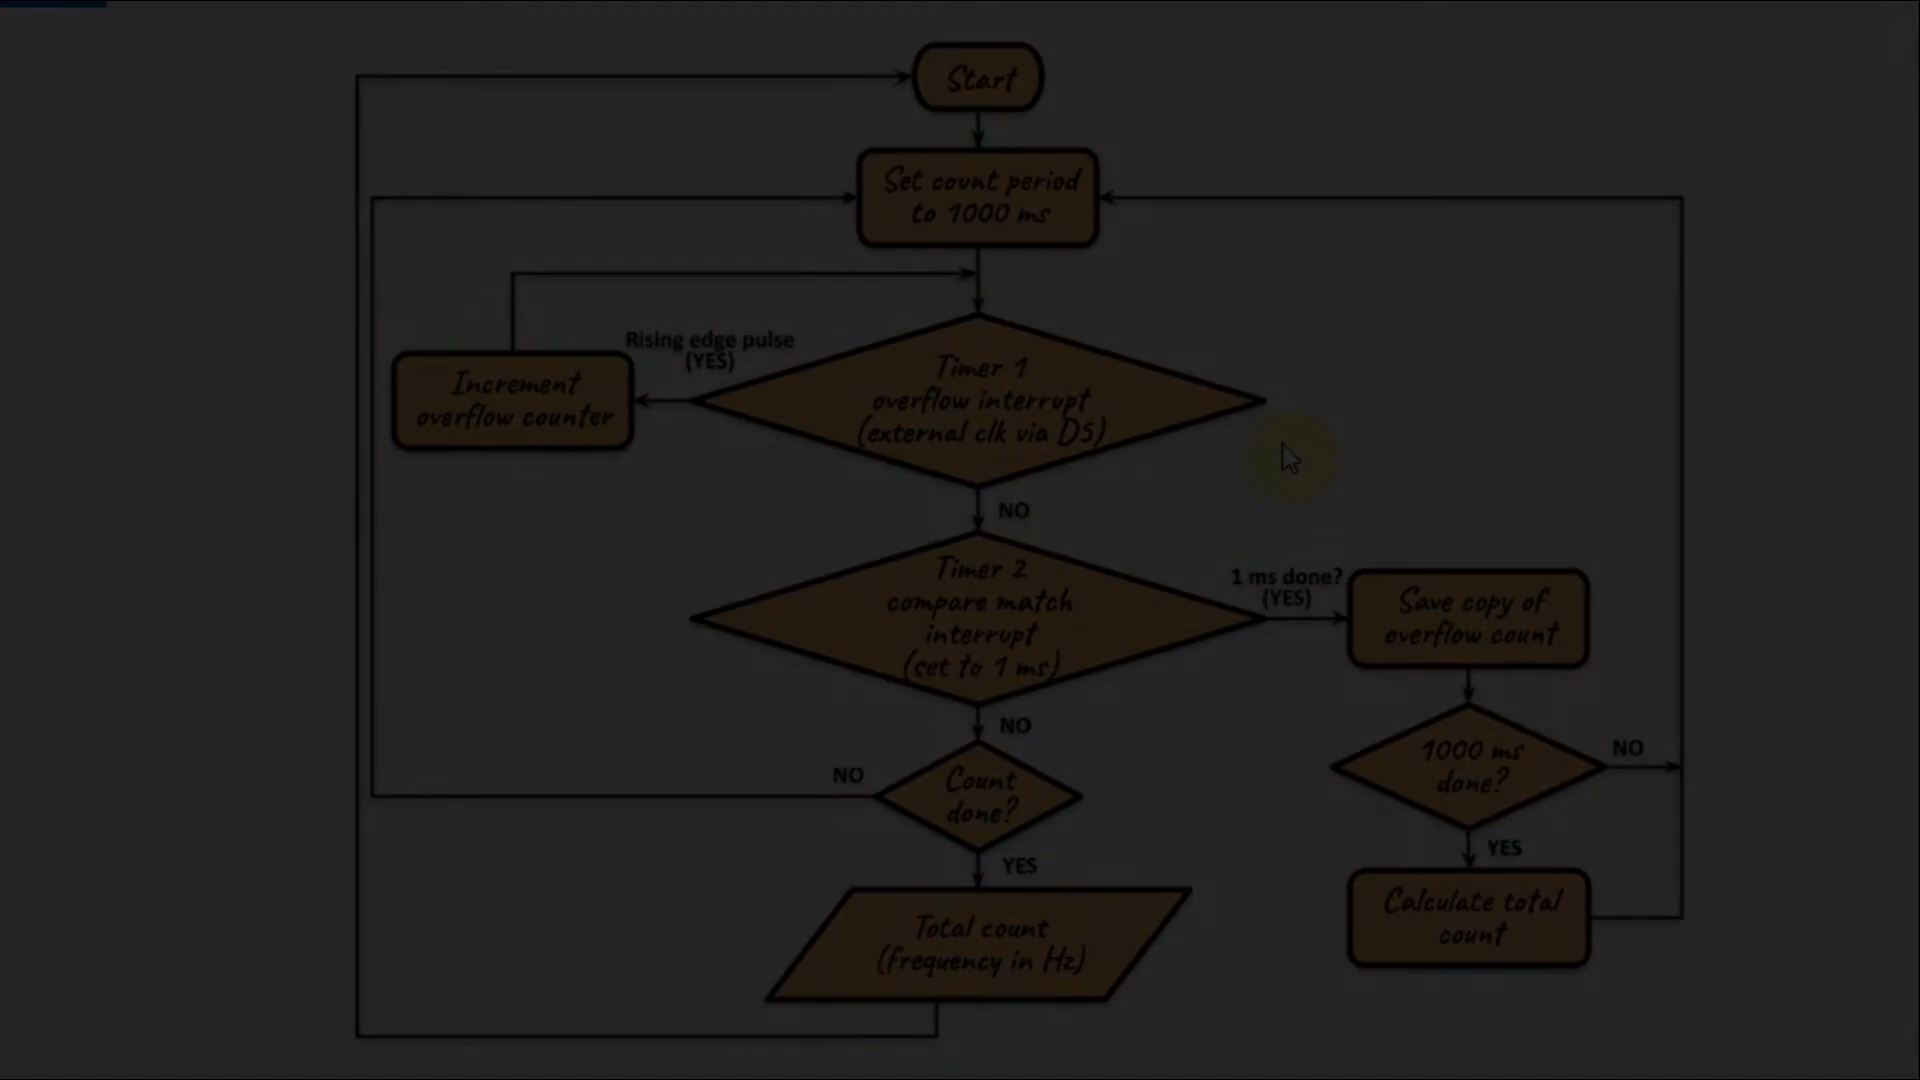 Start
Set count period
to 1000 ms
Rising edge pulse
(YES)
Increment
overflow counter
Timer 1
overflow interrupt
(external clk via D5)
NO
Timer 2
compare match
interrupt
(set to 1 ms)
1 ms done?
(YES)
Save copy of
overflow count
NO
1000 ms
done?
NO
NO
Count
done?
YES
YES
Calculate total
count
Total count
(frequency in Hz)